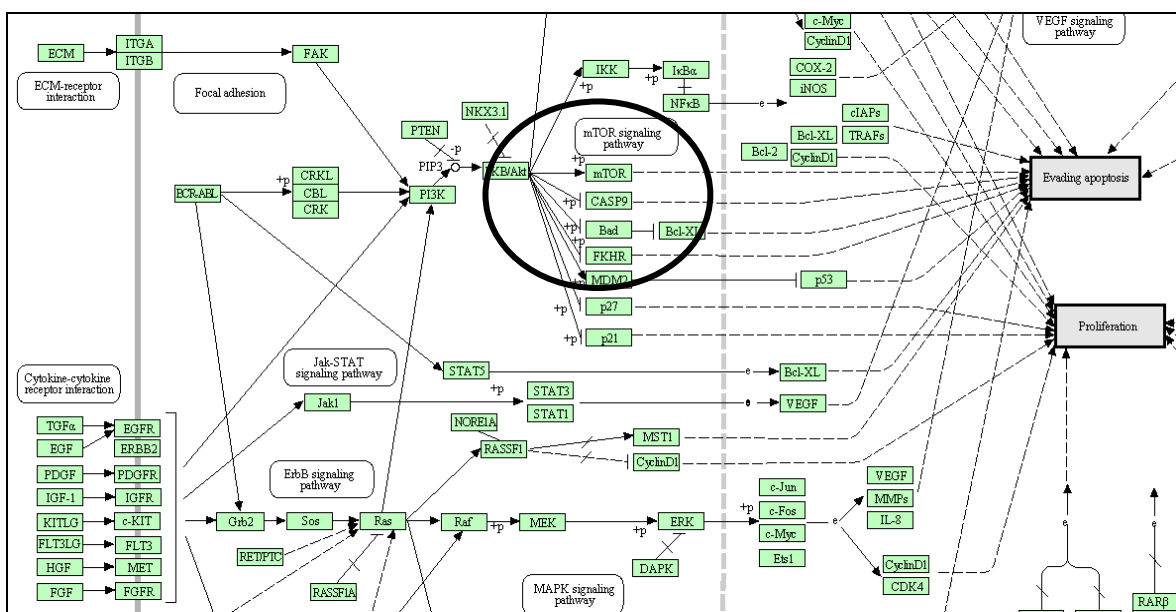 ECM
ITGA
ITGB
FAK
ECM-receptor
interaction
Focal adhesion
PTEN
NKX3.1
-p
PIP3
PKB/Akt
BCR-ABL
+p
CRKL
CBL
CRK
PI3K
IKK
+p
+p
IκBα
NFκB
e
mTOR signaling
pathway
+p
mTOR
CASP9
+p
Bad
Bcl-XL
+p
+p
FKHR
+p
MDM2
p53
+p
p27
+p
p21
c-Myc
CyclinD1
COX-2
iNOS
cIAPs
Bcl-XL
TRAFs
Bcl-2
CyclinD1
VEGF signaling
pathway
Evading apoptosis
Proliferation
Jak-STAT
signaling pathway
STAT5
e
Bcl-XL
Jak1
+p
STAT3
STAT1
e
VEGF
Cytokine-cytokine
receptor interaction
TGFα
EGFR
EGF
ERBB2
PDGF
PDGFR
IGF-1
IGFR
KITLG
c-KIT
FLT3LG
FLT3
HGF
MET
FGF
FGFR
NORE1A
RASSF1
MST1
CyclinD1
ErbB signaling
pathway
Grb2
Sos
Ras
Raf
+p
MEK
+p
ERK
+p
RET/PTC
RASSF1A
DAPK
MAPK signaling
pathway
c-Jun
c-Fos
c-Myc
Ets1
e
VEGF
MMPs
IL-8
CyclinD1
CDK4
e
e
RARβ